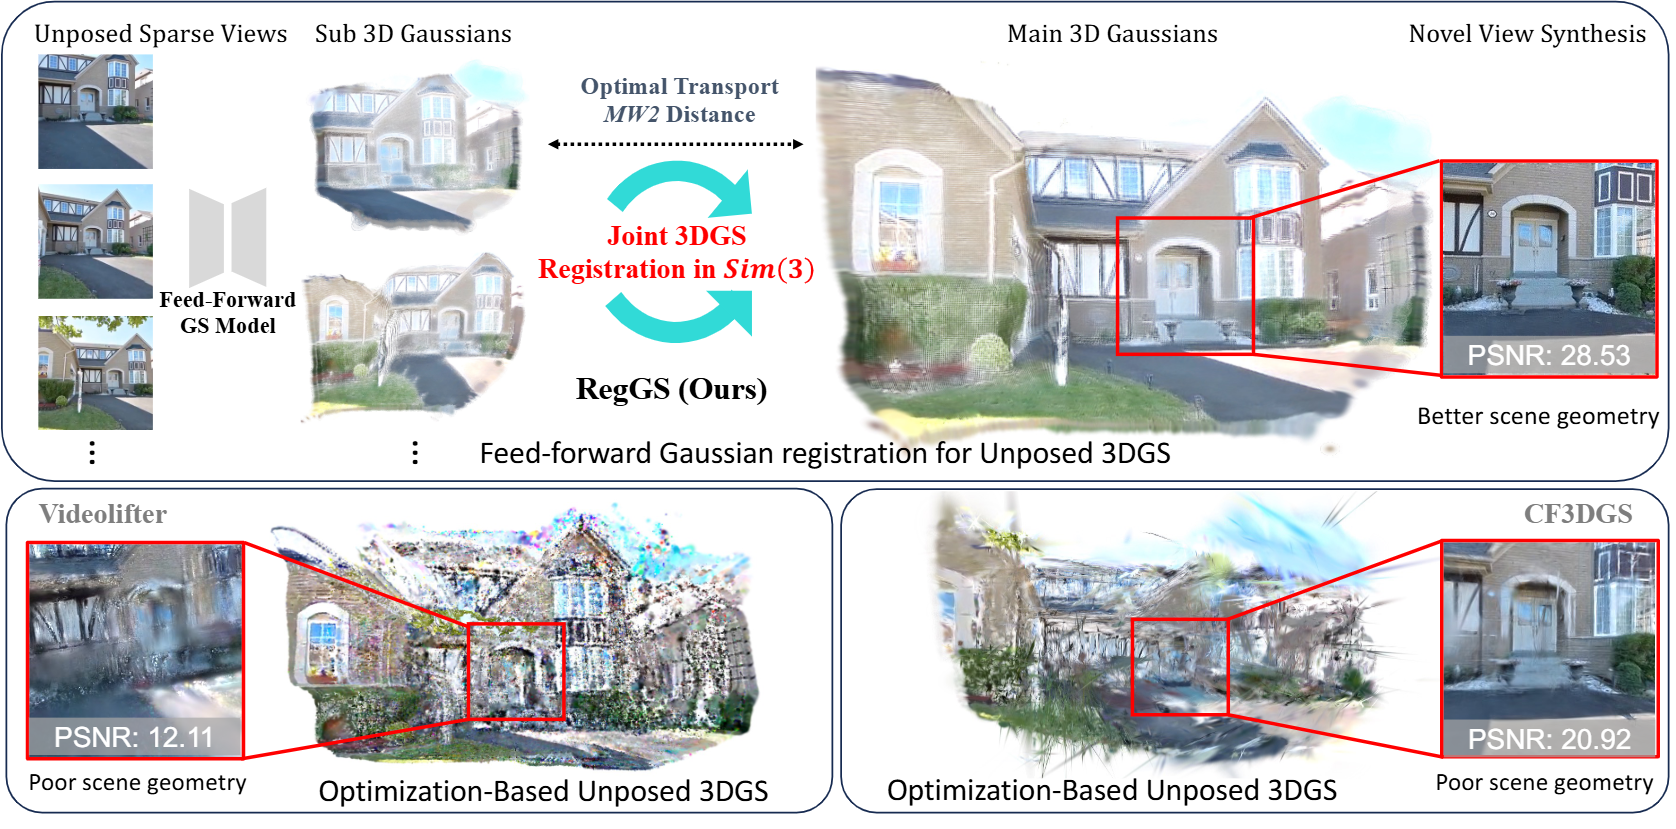 Unposed Sparse Views
Sub 3D Gaussians
Main 3D Gaussians
Novel View Synthesis
Optimal Transport
MW2 Distance
Feed-Forward
GS Model
Joint 3DGS
Registration in Sim(3)
RegGS (Ours)
PSNR: 28.53
Better scene geometry
⋮
⋮
Feed-forward Gaussian registration for Unposed 3DGS
Videolifter
PSNR: 12.11
Poor scene geometry
Optimization-Based Unposed 3DGS
CF3DGS
PSNR: 20.92
Optimization-Based Unposed 3DGS
Poor scene geometry